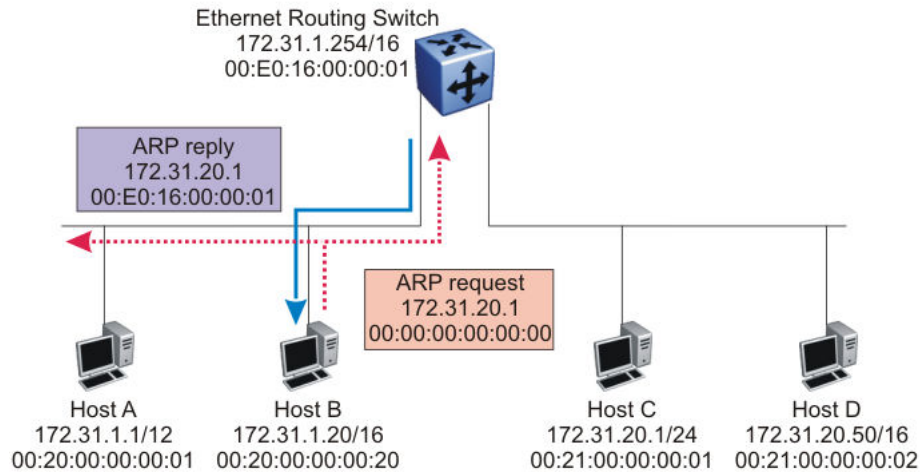 Ethernet Routing Switch
172.31.1.254/16
00:E0:16:00:00:01
ARP reply
172.31.20.1
00:E0:16:00:00:01
ARP request
172.31.20.1
00:00:00:00:00:00
Host A
172.31.1.1/12
00:20:00:00:00:01
Host B
172.31.1.20/16
00:20:00:00:00:20
Host C
172.31.20.1/24
00:21:00:00:00:01
Host D
172.31.20.50/16
00:21:00:00:00:02